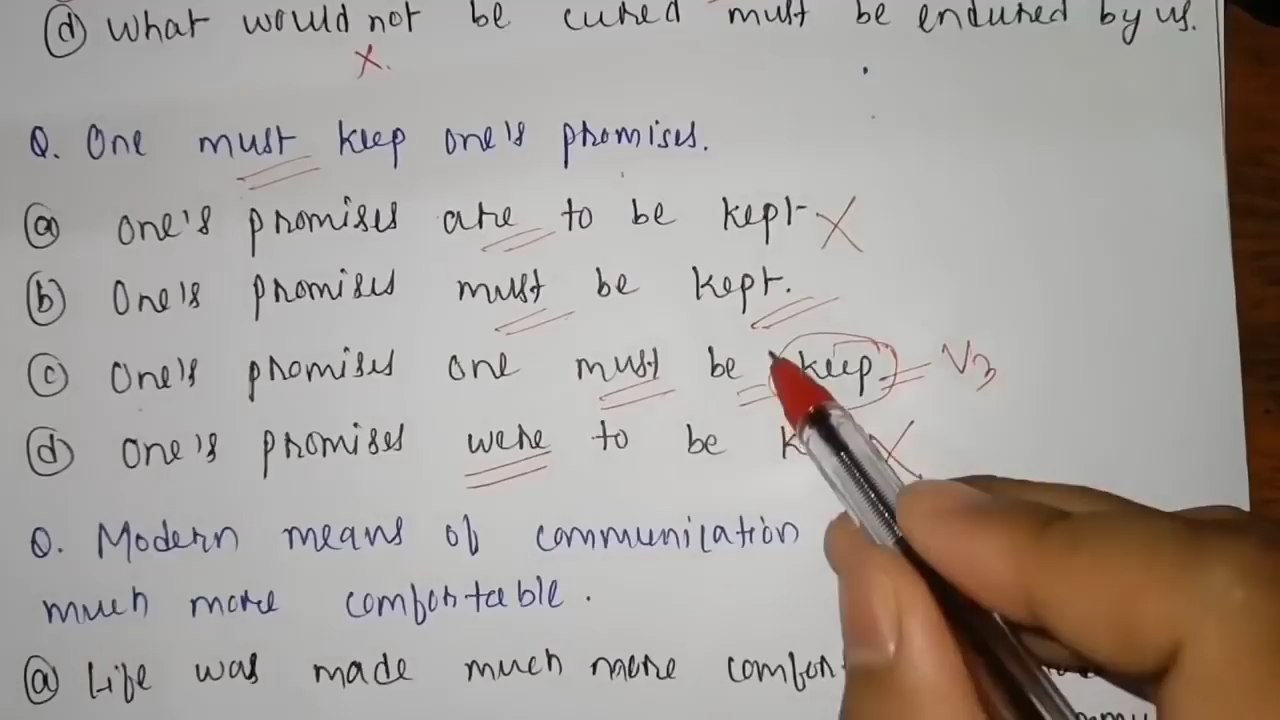 (d) What would not be cured must be endured by us.
X
Q. One must keep one's promises.
(a) One's promises are to be kept X
(b) One's promises must be kept.
(c) One's promises one must be keep = V3
(d) One's promises were to be X
Q. Modern means of communication
much more comfortable.
(a) Life was made much more